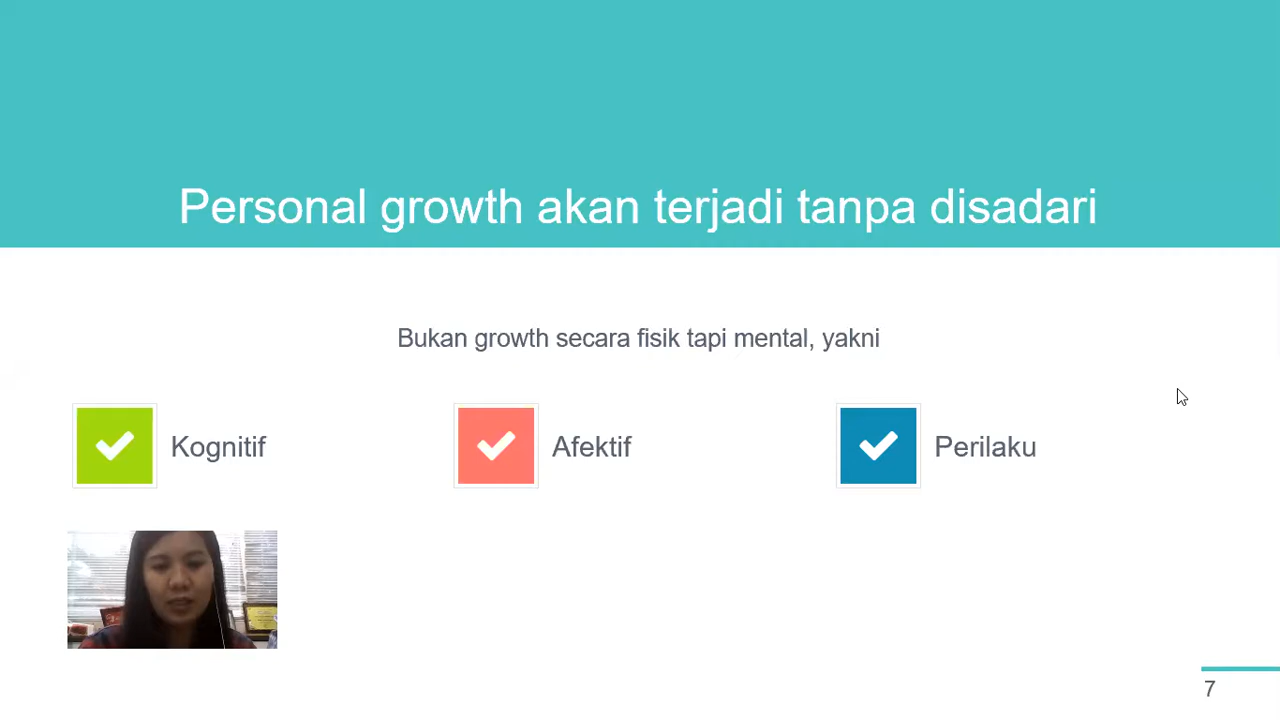 Personal growth akan terjadi tanpa disadari
Bukan growth secara fisik tapi mental, yakni
Kognitif
Afektif
Perilaku
7